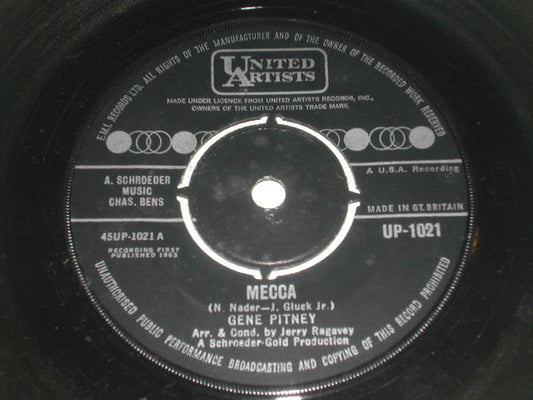 E.M.I. RECORDS LTD. ALL RIGHTS OF THE MANUFACTURER AND OF THE OWNER OF THE RECORDED WORK RESERVED
UNITED
ARTISTS
MADE UNDER LICENCE FROM UNITED ARTISTS RECORDS, INC.,
OWNERS OF THE UNITED ARTISTS TRADE MARK.
A U.S.A. Recording
A. SCHROEDER
MUSIC
CHAS. BENS
MADE IN GT. BRITAIN
45UP-1021 A
UP-1021
RECORDING FIRST
PUBLISHED 1963
MECCA
(N. Nader—J. Gluck Jr.)
GENE PITNEY
Arr. & Cond. by Jerry Ragavey
A Schroeder-Gold Production
UNAUTHORISED PUBLIC PERFORMANCE BROADCASTING AND COPYING OF THIS RECORD PROHIBITED